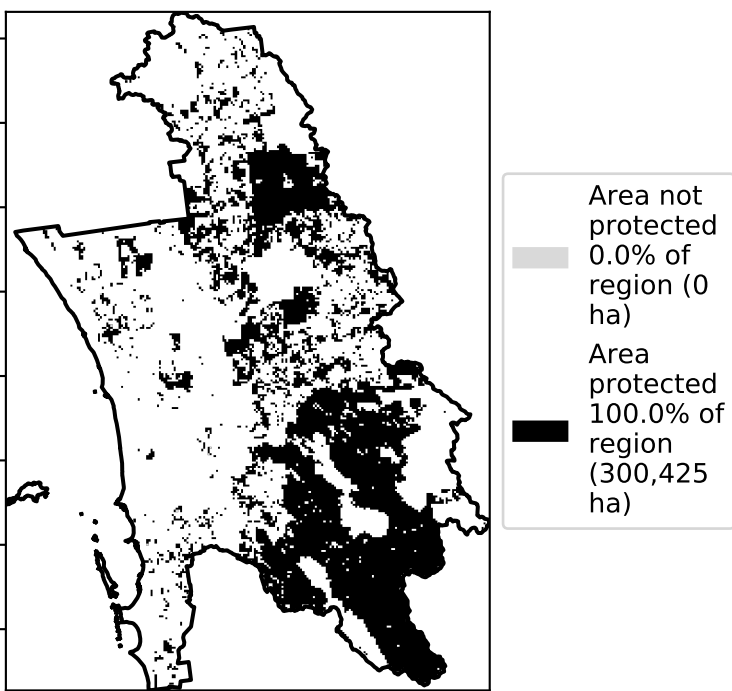 Area not
protected
0.0% of
region (0
ha)
Area
protected
100.0% of
region
(300,425
ha)